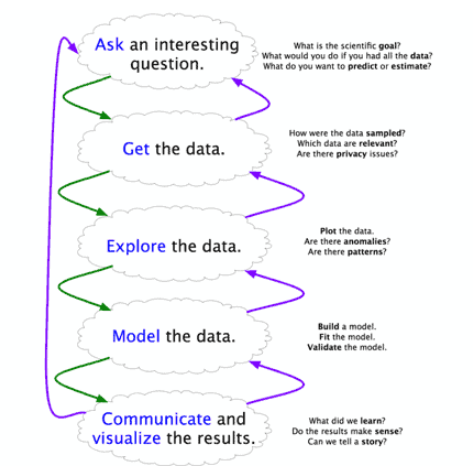 Ask an interesting
question.
What is the scientific goal?
What would you do if you had all the data?
What do you want to predict or estimate?
Get the data.
How were the data sampled?
Which data are relevant?
Are there privacy issues?
Explore the data.
Plot the data.
Are there anomalies?
Are there patterns?
Model the data.
Build a model.
Fit the model.
Validate the model.
Communicate and
visualize the results.
What did we learn?
Do the results make sense?
Can we tell a story?